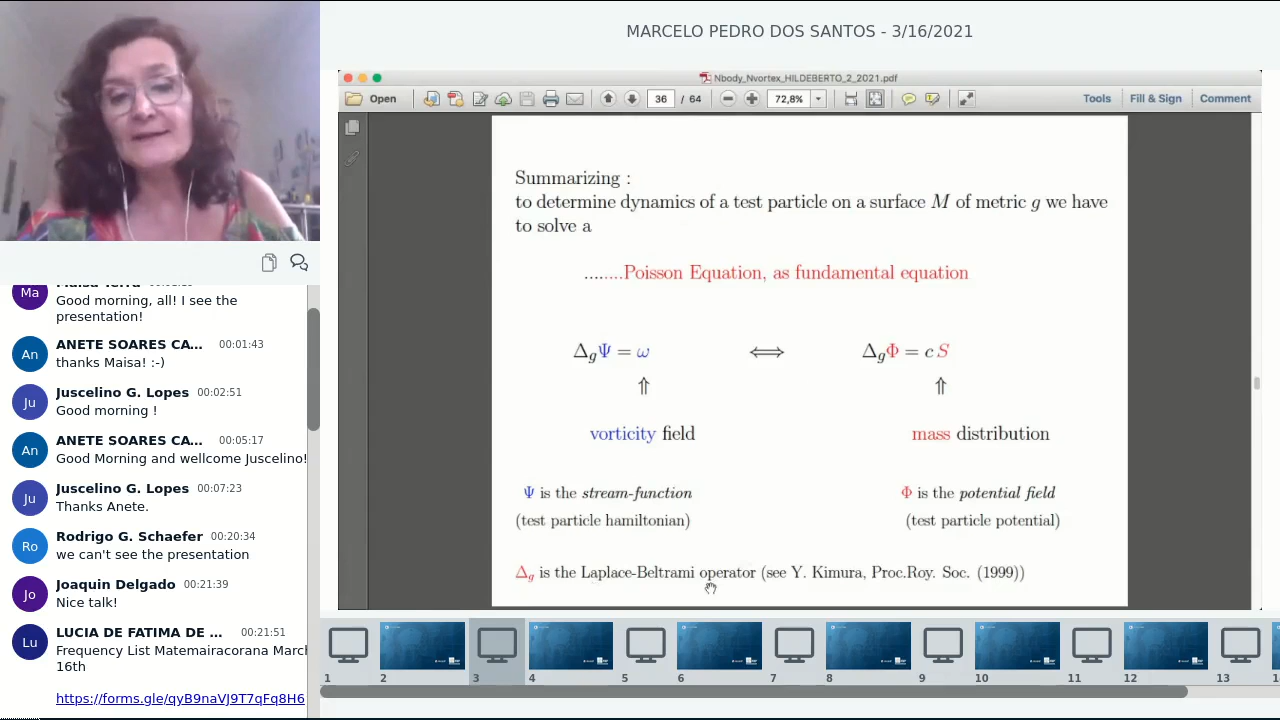 MARCELO PEDRO DOS SANTOS - 3/16/2021
Nbody_Nvortex_HILDEBERTO_2_2021.pdf
Open
36 / 64
72,8%
Tools
Fill & Sign
Comment
Summarizing :
to determine dynamics of a test particle on a surface M of metric g we have
to solve a
........Poisson Equation, as fundamental equation
Δ_gΨ = ω ⟺ Δ_gΦ = c S
⇑ ⇑
vorticity field mass distribution
Ψ is the stream-function Φ is the potential field
(test particle hamiltonian) (test particle potential)
Δ_g is the Laplace-Beltrami operator (see Y. Kimura, Proc.Roy. Soc. (1999))
Ma
Good morning, all! I see the
presentation!
An
ANETE SOARES CA... 00:01:43
thanks Maisa! :-)
Ju
Juscelino G. Lopes 00:02:51
Good morning !
An
ANETE SOARES CA... 00:05:17
Good Morning and wellcome Juscelino!
Ju
Juscelino G. Lopes 00:07:23
Thanks Anete.
Ro
Rodrigo G. Schaefer 00:20:34
we can't see the presentation
Jo
Joaquin Delgado 00:21:39
Nice talk!
Lu
LUCIA DE FATIMA DE ... 00:21:51
Frequency List Matemairacorana March
16th
https://forms.gle/qyB9naVJ9T7qFq8H6
1 2 3 4 5 6 7 8 9 10 11 12 13